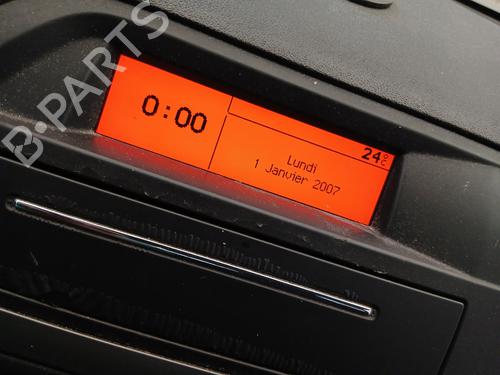 B-PARTS
0:00
24°C
Lundi
1 Janvier 2007